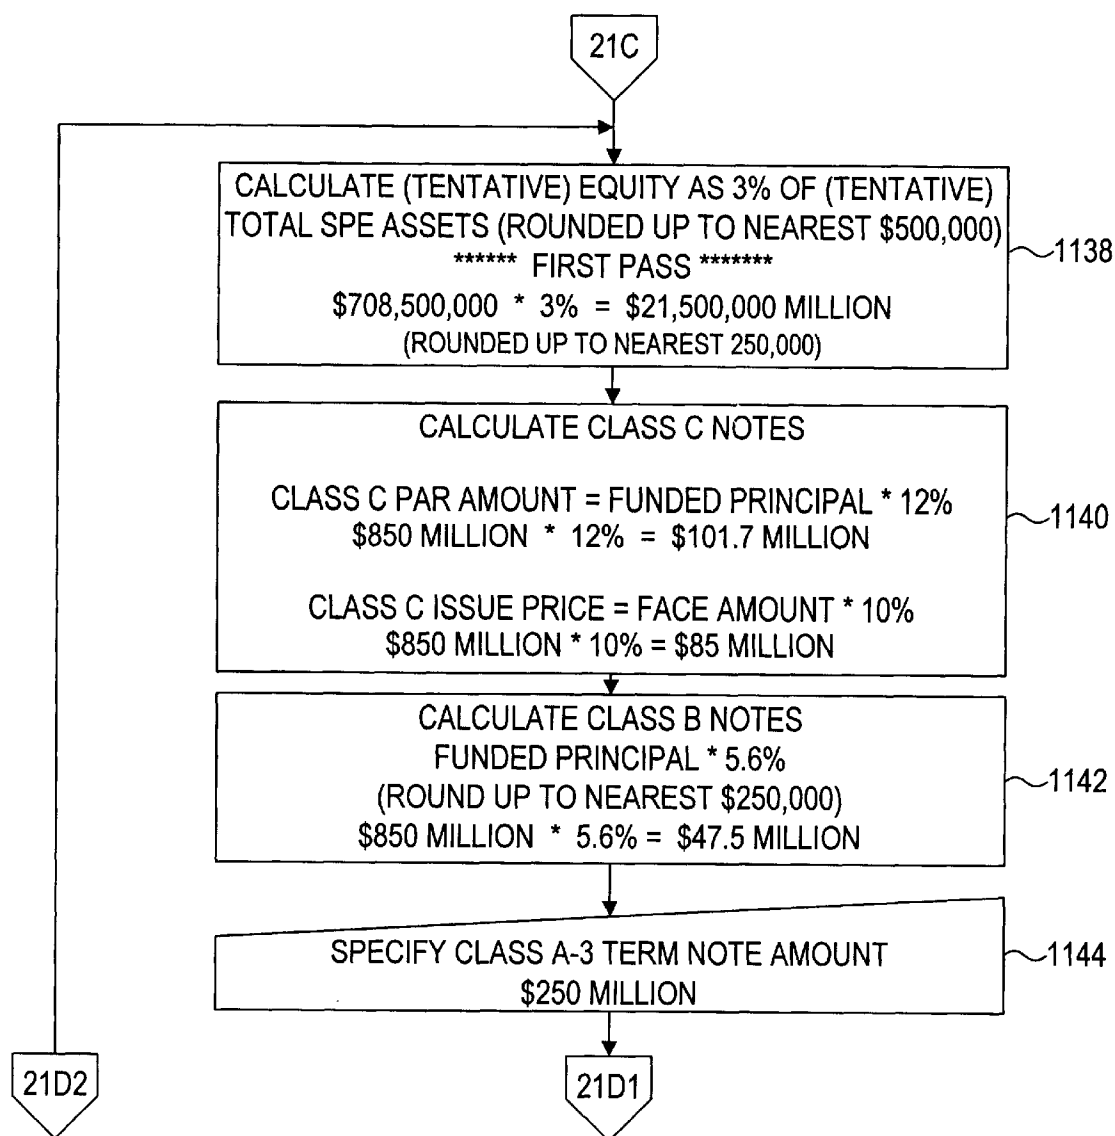 21C
CALCULATE (TENTATIVE) EQUITY AS 3% OF (TENTATIVE)
TOTAL SPE ASSETS (ROUNDED UP TO NEAREST $500,000)
****** FIRST PASS *******
$708,500,000 * 3% = $21,500,000 MILLION
(ROUNDED UP TO NEAREST 250,000)
1138
CALCULATE CLASS C NOTES
CLASS C PAR AMOUNT = FUNDED PRINCIPAL * 12%
$850 MILLION * 12% = $101.7 MILLION
CLASS C ISSUE PRICE = FACE AMOUNT * 10%
$850 MILLION * 10% = $85 MILLION
1140
CALCULATE CLASS B NOTES
FUNDED PRINCIPAL * 5.6%
(ROUND UP TO NEAREST $250,000)
$850 MILLION * 5.6% = $47.5 MILLION
1142
SPECIFY CLASS A-3 TERM NOTE AMOUNT
$250 MILLION
1144
21D2
21D1